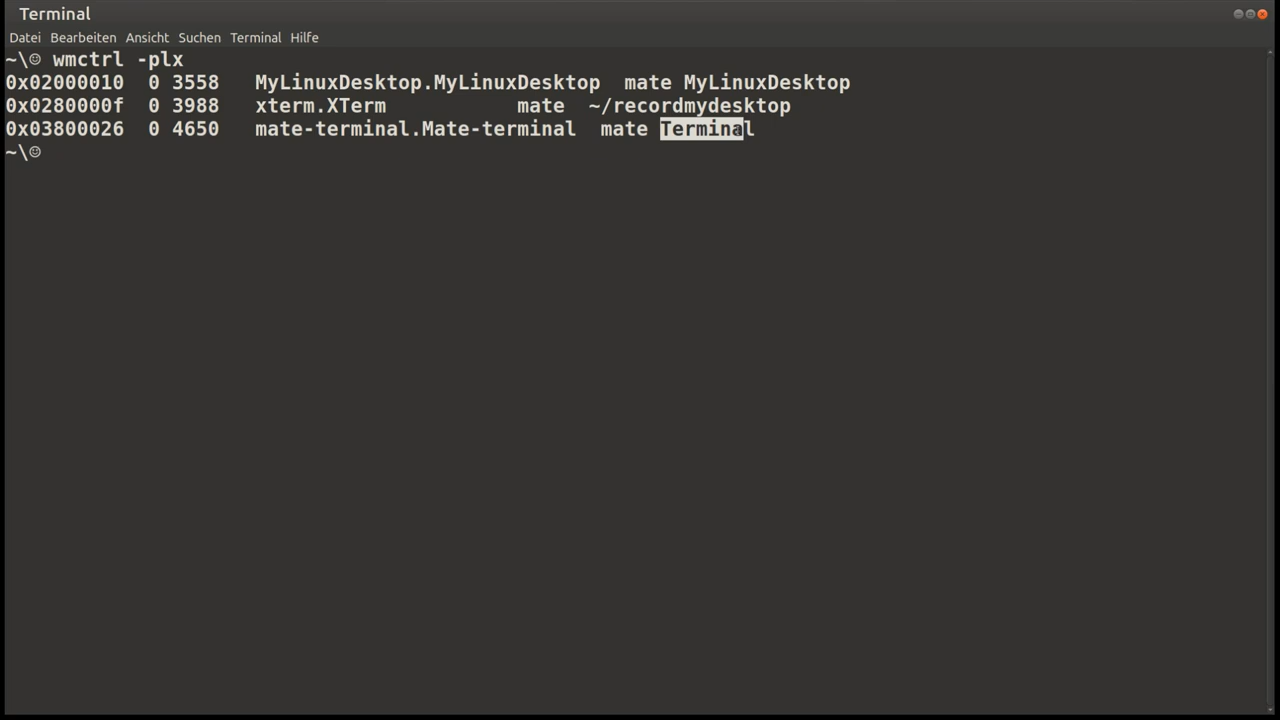 Terminal
Datei Bearbeiten Ansicht Suchen Terminal Hilfe
~\☺ wmctrl -plx
0x02000010  0 3558   MyLinuxDesktop.MyLinuxDesktop  mate MyLinuxDesktop
0x0280000f  0 3988   xterm.XTerm           mate  ~/recordmydesktop
0x03800026  0 4650   mate-terminal.Mate-terminal  mate Terminal
~\☺